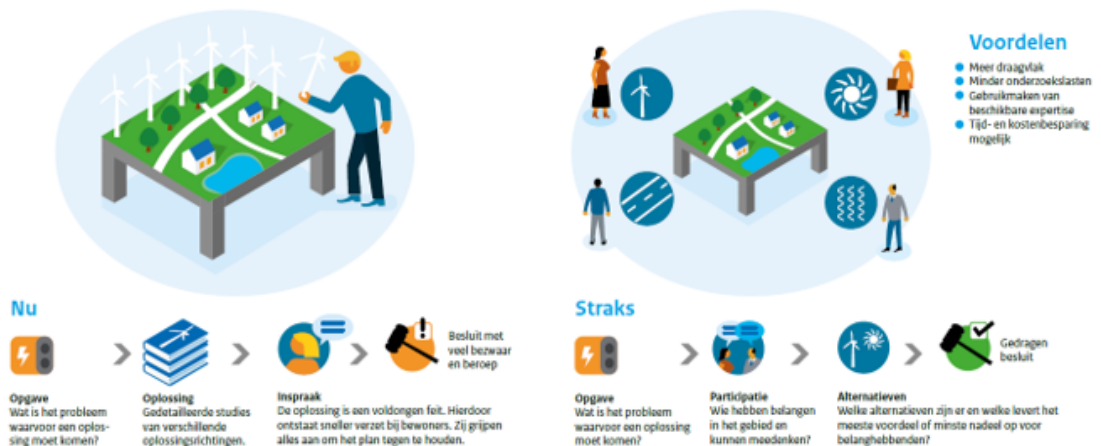 Voordelen
Meer draagvlak
Minder onderzoekslasten
Gebruikmaken van
beschikbare expertise
Tijd- en kostenbesparing
mogelijk
Nu
Besluit met
veel bezwaar
en beroep
Opgave
Wat is het probleem
waarvoor een oplos-
sing moet komen?
Oplossing
Gedetailleerde studies
van verschillende
oplossingsrichtingen.
Inspraak
De oplossing is een voldongen feit. Hierdoor
ontstaat sneller verzet bij bewoners. Zij grijpen
alles aan om het plan tegen te houden.
Straks
Gedragen
besluit
Opgave
Wat is het probleem
waarvoor een oplossing
moet komen?
Participatie
Wie hebben belangen
in het gebied en
kunnen meedenken?
Alternatieven
Welke alternatieven zijn er en welke levert het
meeste voordeel of minste nadeel op voor
belanghebbenden?